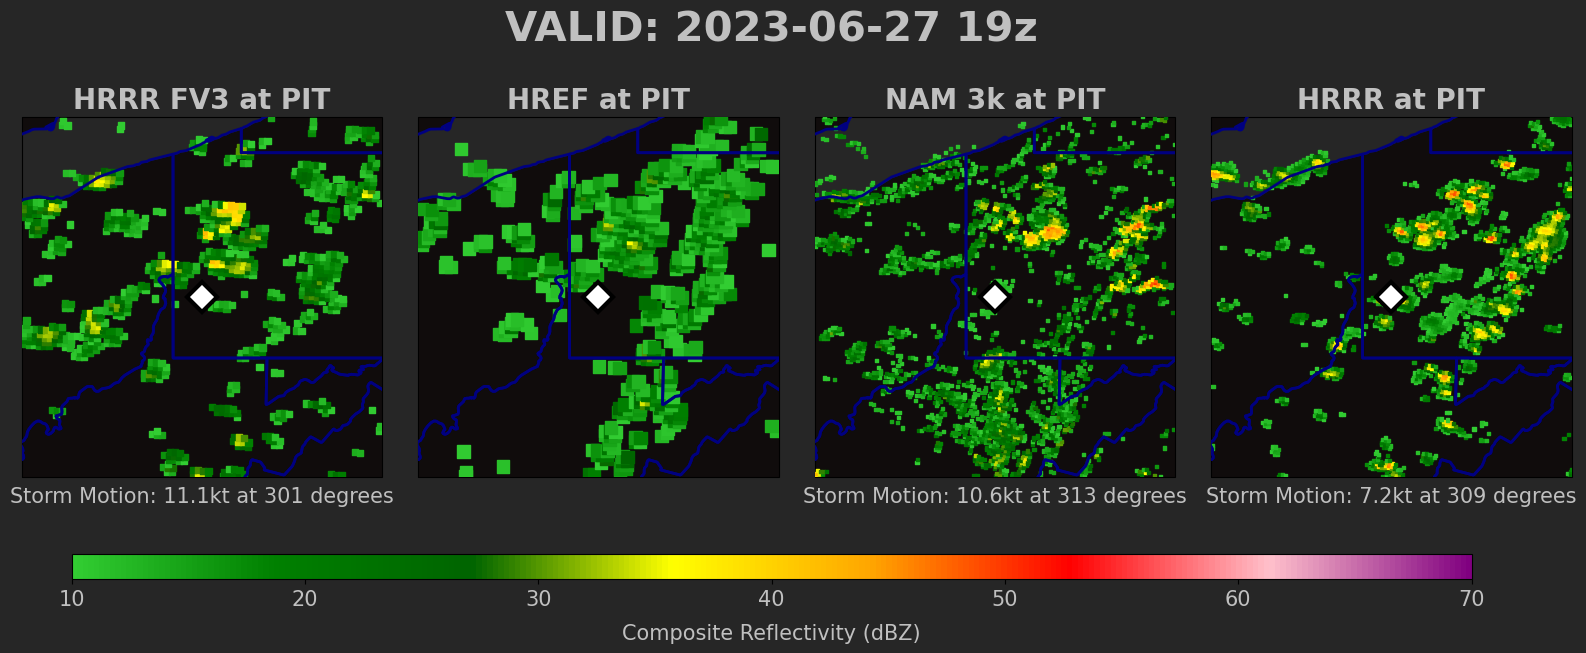 VALID: 2023-06-27 19z
HRRR FV3 at PIT
HREF at PIT
NAM 3k at PIT
HRRR at PIT
Storm Motion: 11.1kt at 301 degrees
Storm Motion: 10.6kt at 313 degrees
Storm Motion: 7.2kt at 309 degrees
10 20 30 40 50 60 70
Composite Reflectivity (dBZ)